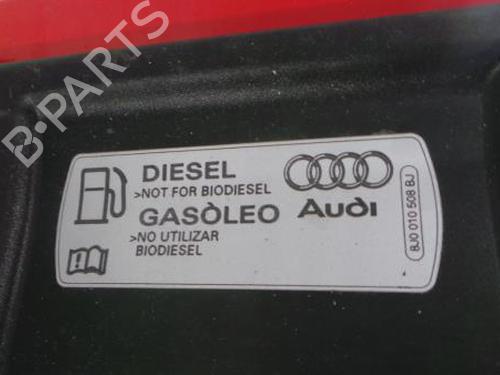 B-PARTS
DIESEL
>NOT FOR BIODIESEL
GASÒLEO
>NO UTILIZAR
BIODIESEL
Audi
8J0 010 508 BJ